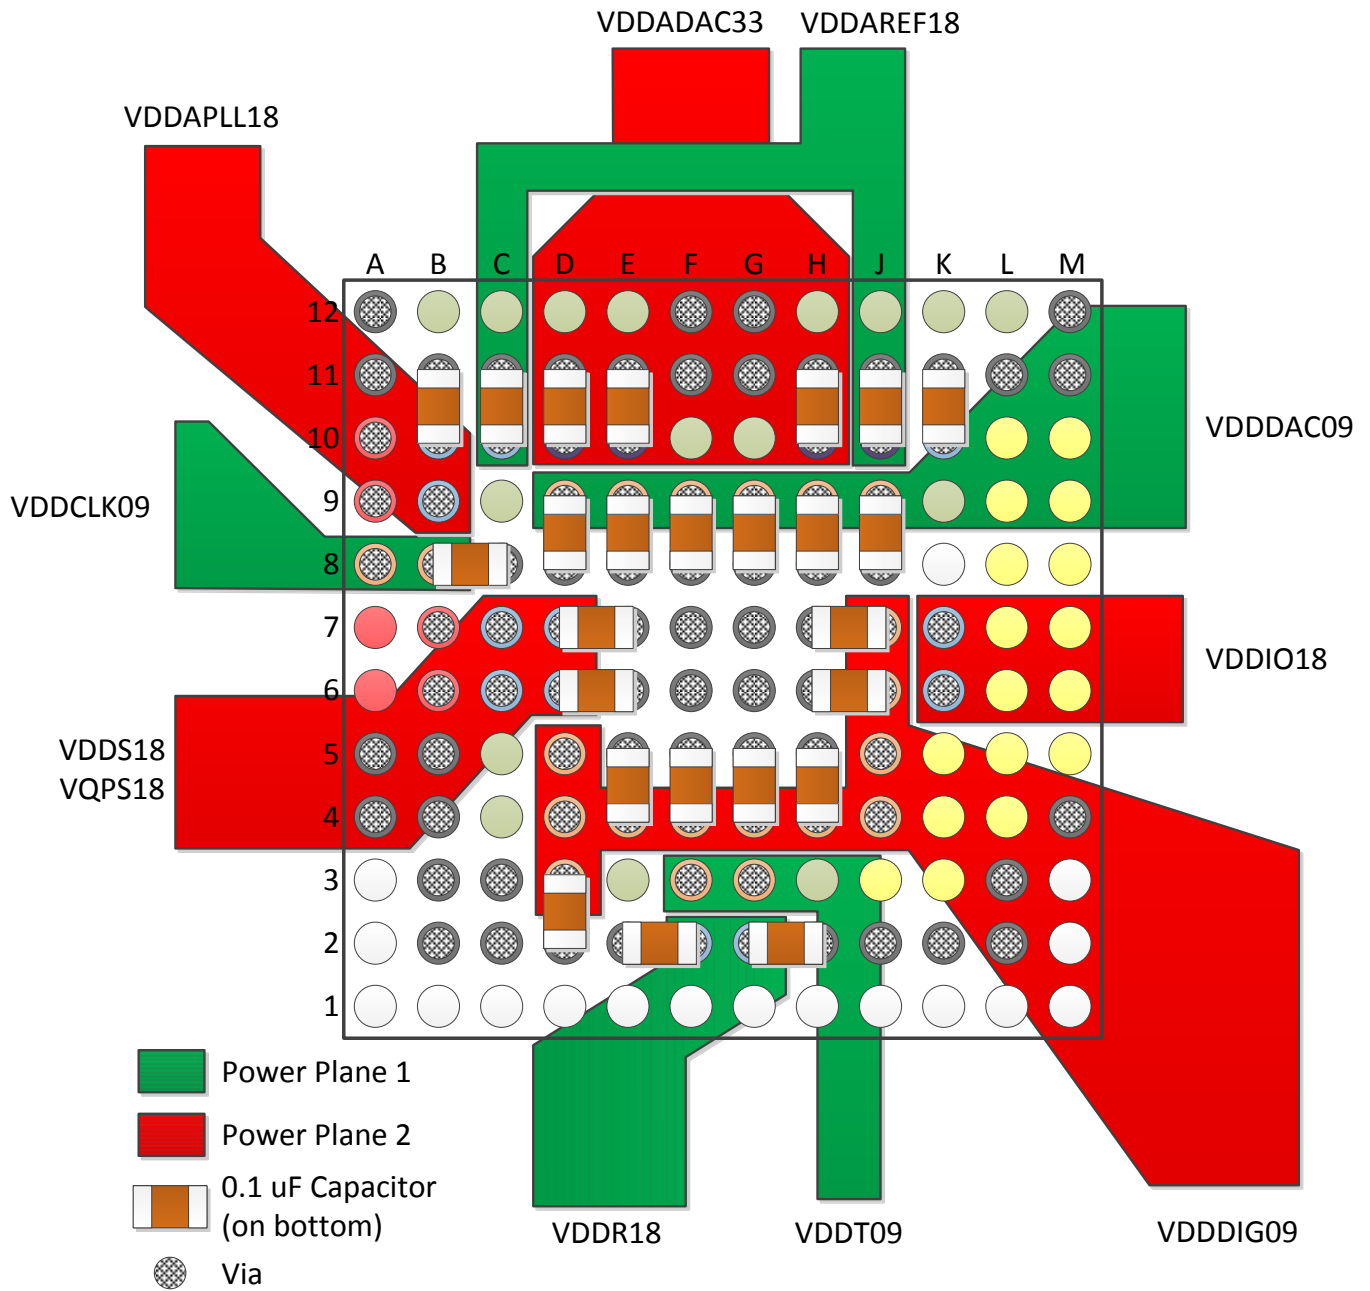 VDDADAC33
VDDAREF18
VDDAPLL18
A B C D E F G H J K L M
12
11
10
VDDDAC09
9
VDDCLK09
8
7
VDDIO18
6
VDDS18
VQPS18
5
4
3
2
1
Power Plane 1
Power Plane 2
0.1 uF Capacitor
(on bottom)
Via
VDDR18
VDDT09
VDDDIG09